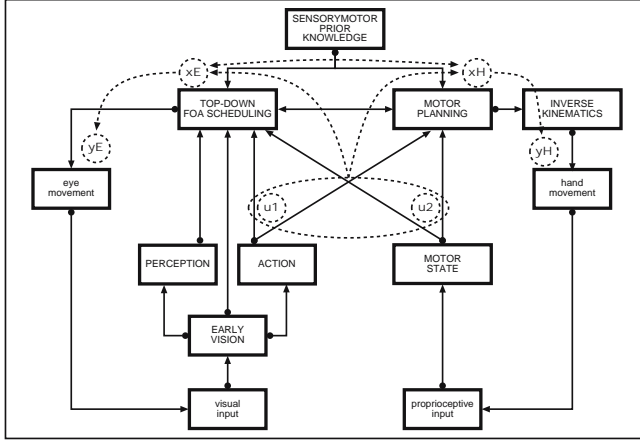 SENSORYMOTOR
PRIOR
KNOWLEDGE
xE
xH
TOP-DOWN
FOA SCHEDULING
MOTOR
PLANNING
INVERSE
KINEMATICS
yE
yH
eye
movement
hand
movement
u1
u2
PERCEPTION
ACTION
MOTOR
STATE
EARLY
VISION
visual
input
proprioceptive
input